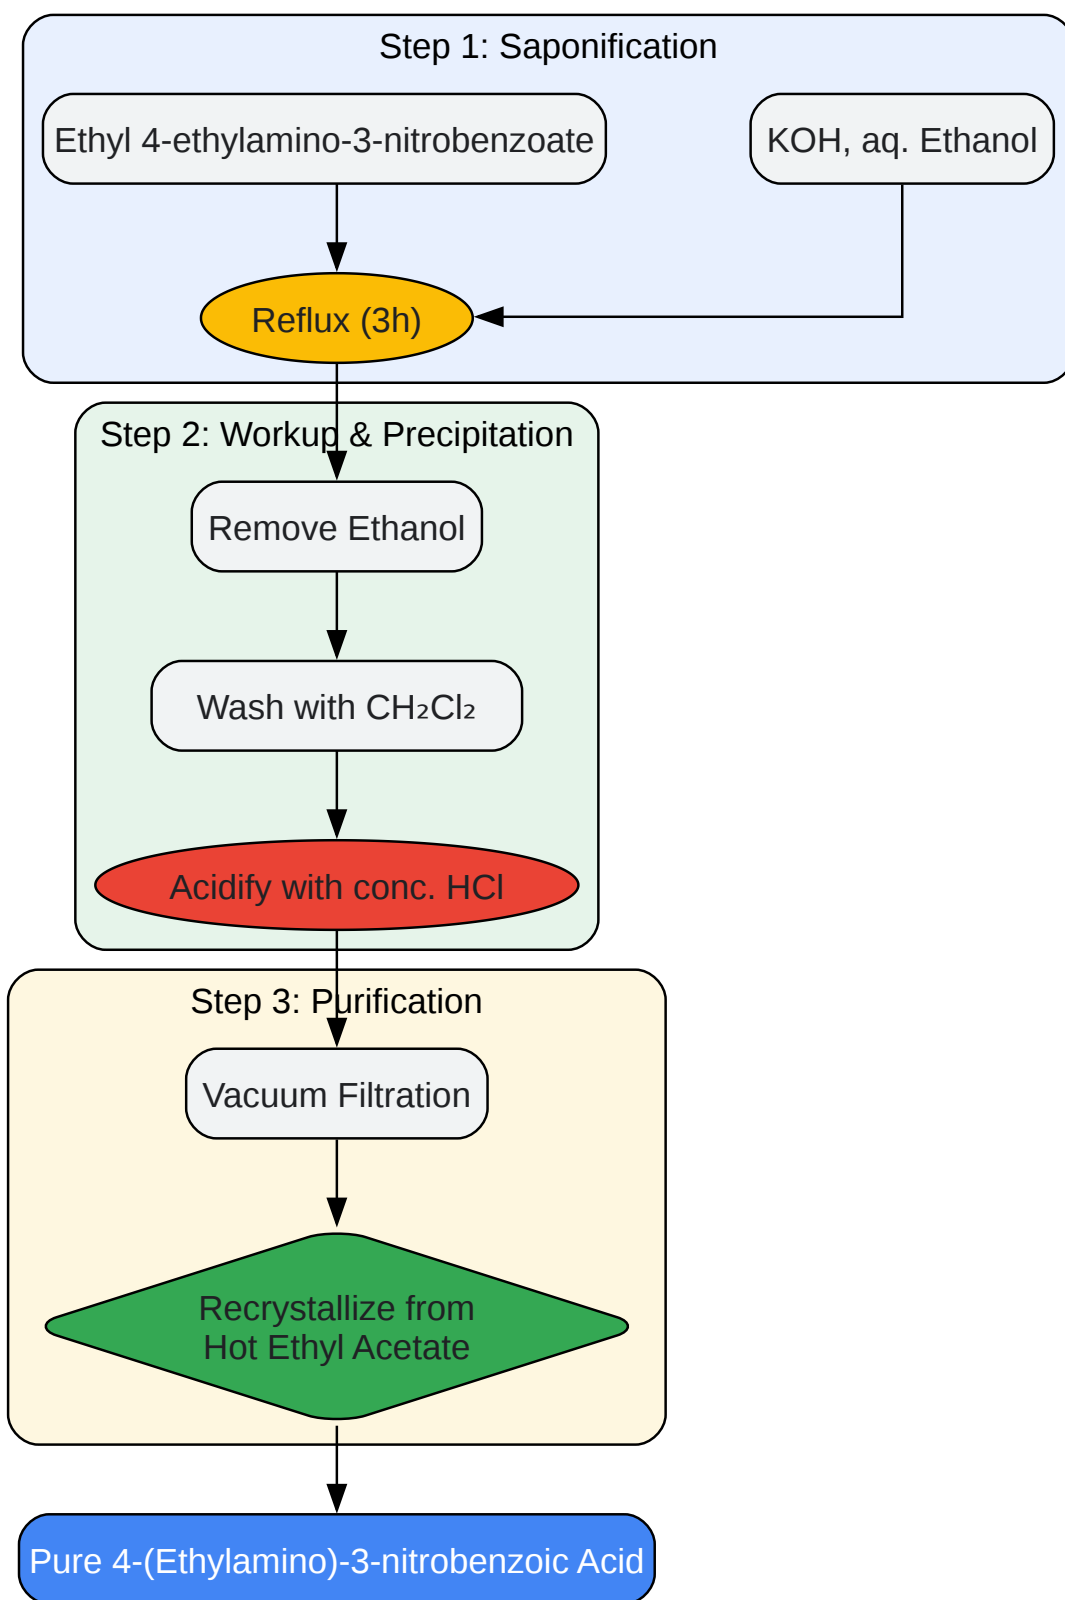 Step 1: Saponification
Ethyl 4-ethylamino-3-nitrobenzoate
KOH, aq. Ethanol
Reflux (3h)
Step 2: Workup & Precipitation
Remove Ethanol
Wash with CH₂Cl₂
Acidify with conc. HCl
Step 3: Purification
Vacuum Filtration
Recrystallize from
Hot Ethyl Acetate
Pure 4-(Ethylamino)-3-nitrobenzoic Acid